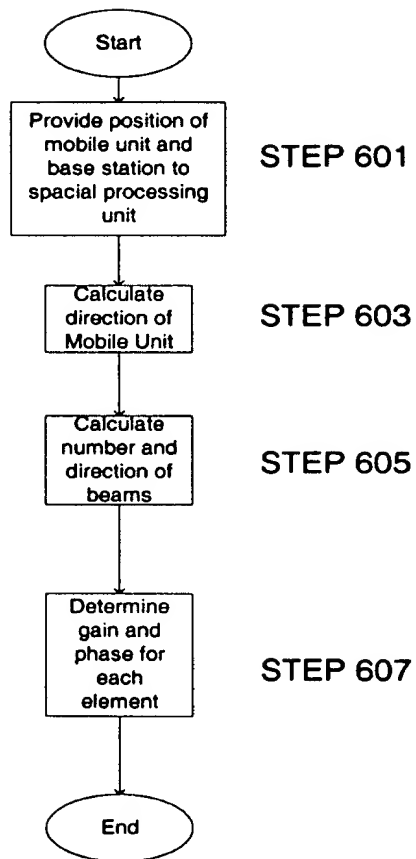 Start
Provide position of
mobile unit and
base station to
spacial processing
unit
STEP 601
Calculate
direction of
Mobile Unit
STEP 603
Calculate
number and
direction of
beams
STEP 605
Determine
gain and
phase for
each
element
STEP 607
End